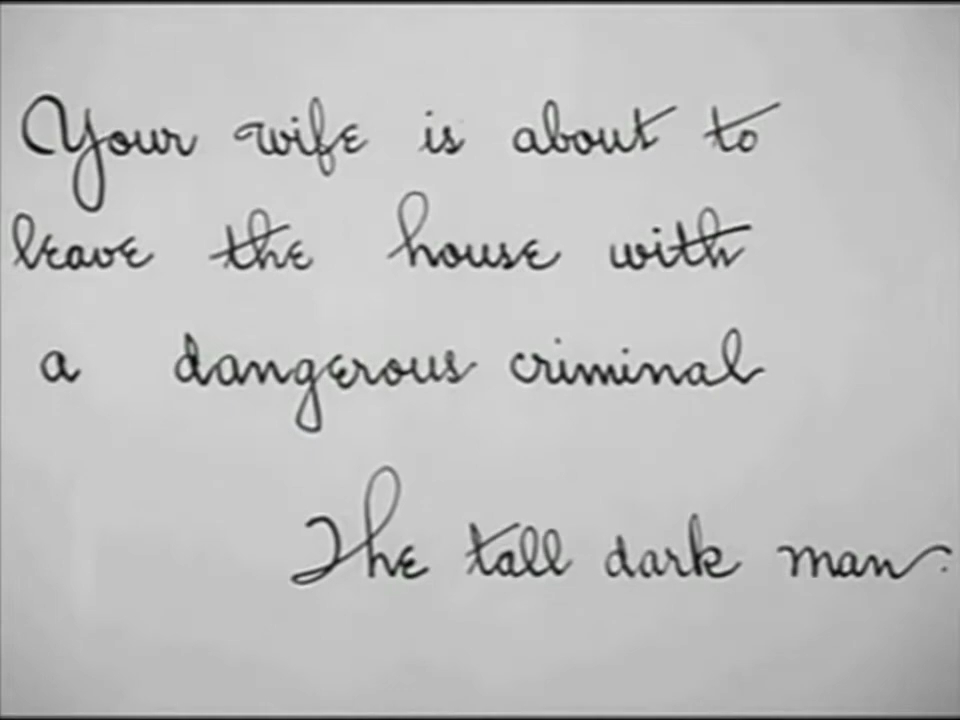 Your wife is about to
leave the house with
a dangerous criminal
The tall dark man.